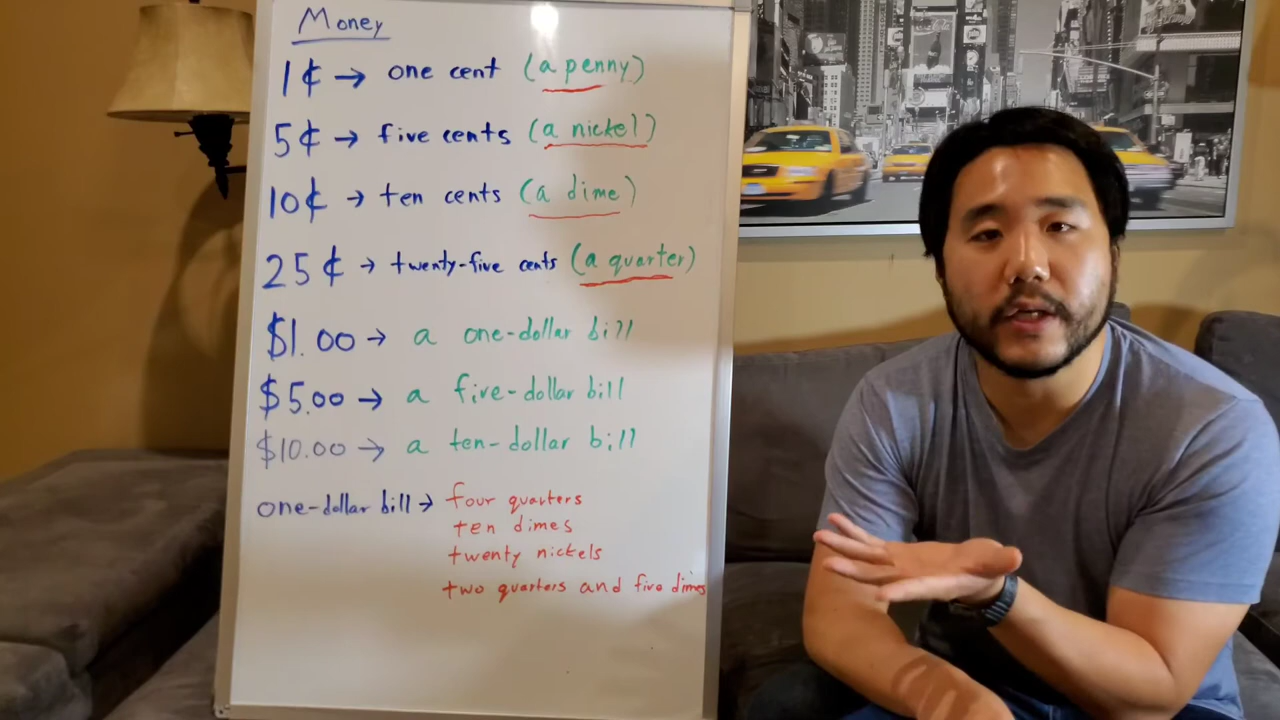 Money
1¢ → one cent (a penny)
5¢ → five cents (a nickel)
10¢ → ten cents (a dime)
25¢ → twenty-five cents (a quarter)
$1.00 → a one-dollar bill
$5.00 → a five-dollar bill
$10.00 → a ten-dollar bill
one-dollar bill → four quarters
ten dimes
twenty nickels
two quarters and five dimes